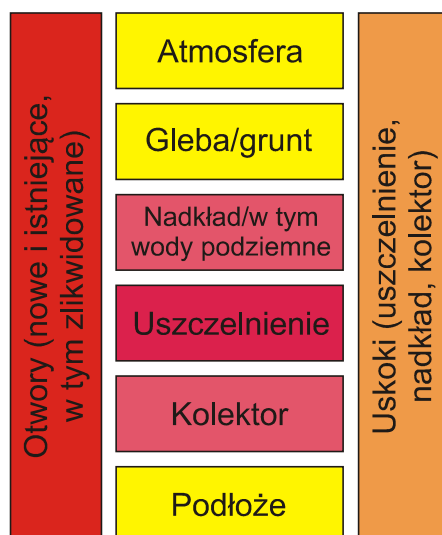 Otwory (nowe i istniejące,
w tym zlikwidowane)
Atmosfera
Gleba/grunt
Nadkład/w tym
wody podziemne
Uszczelnienie
Kolektor
Podłoże
Uskoki (uszczelnienie,
nadkład, kolektor)